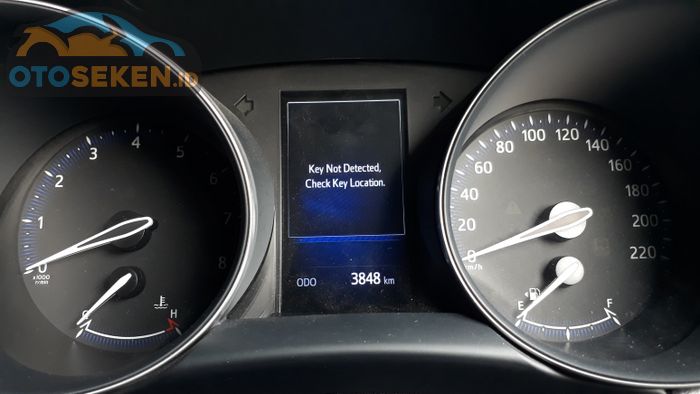 OTOSEKEN.ID
0
1
2
3
4
5
6
7
8
x1000
r/min
C
H
Key Not Detected,
Check Key Location.
ODO 3848 km
0
20
40
60
80
100
120
140
160
180
200
220
km/h
E
F